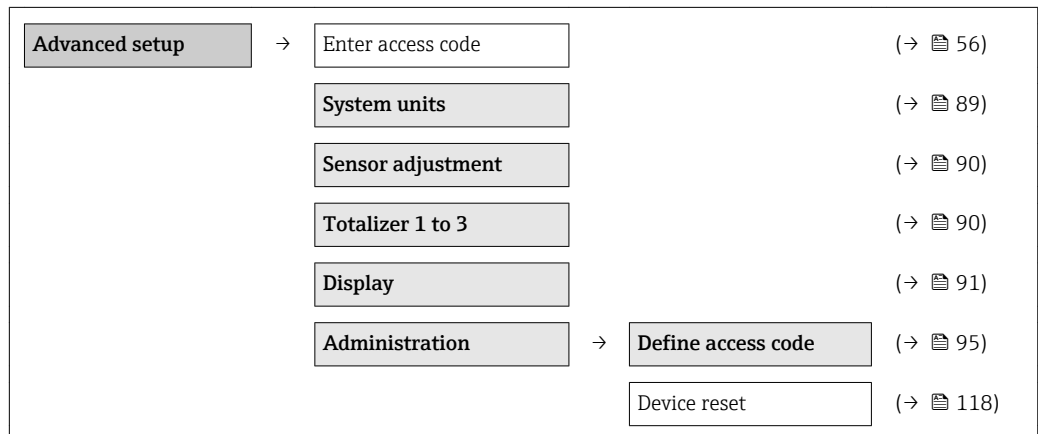 Advanced setup → Enter access code (→ 56)
System units (→ 89)
Sensor adjustment (→ 90)
Totalizer 1 to 3 (→ 90)
Display (→ 91)
Administration → Define access code (→ 95)
Device reset (→ 118)